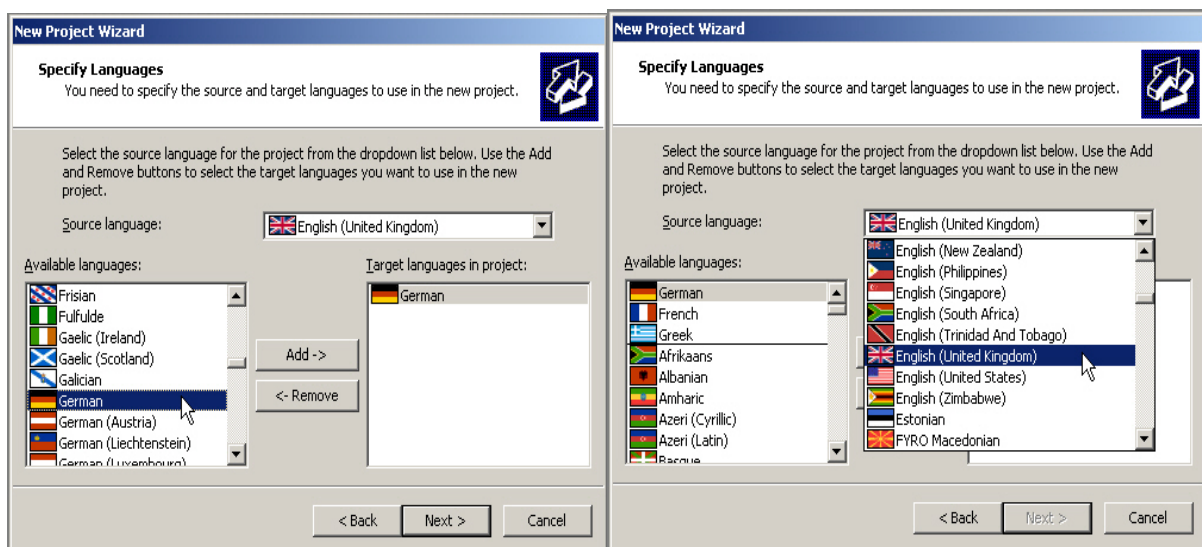 New Project Wizard
Specify Languages
You need to specify the source and target languages to use in the new project.
Select the source language for the project from the dropdown list below. Use the Add
and Remove buttons to select the target languages you want to use in the new
project.
Source language:
English (United Kingdom)
Available languages:
Frisian
Fulfulde
Gaelic (Ireland)
Gaelic (Scotland)
Galician
German
German (Austria)
German (Liechtenstein)
German (Luxembourg)
Add ->
<- Remove
Target languages in project:
German
< Back
Next >
Cancel
New Project Wizard
Specify Languages
You need to specify the source and target languages to use in the new project.
Select the source language for the project from the dropdown list below. Use the Add
and Remove buttons to select the target languages you want to use in the new
project.
Source language:
English (United Kingdom)
Available languages:
German
French
Greek
Afrikaans
Albanian
Amharic
Azeri (Cyrillic)
Azeri (Latin)
Basque
English (New Zealand)
English (Philippines)
English (Singapore)
English (South Africa)
English (Trinidad And Tobago)
English (United Kingdom)
English (United States)
English (Zimbabwe)
Estonian
FYRO Macedonian
< Back
Next >
Cancel